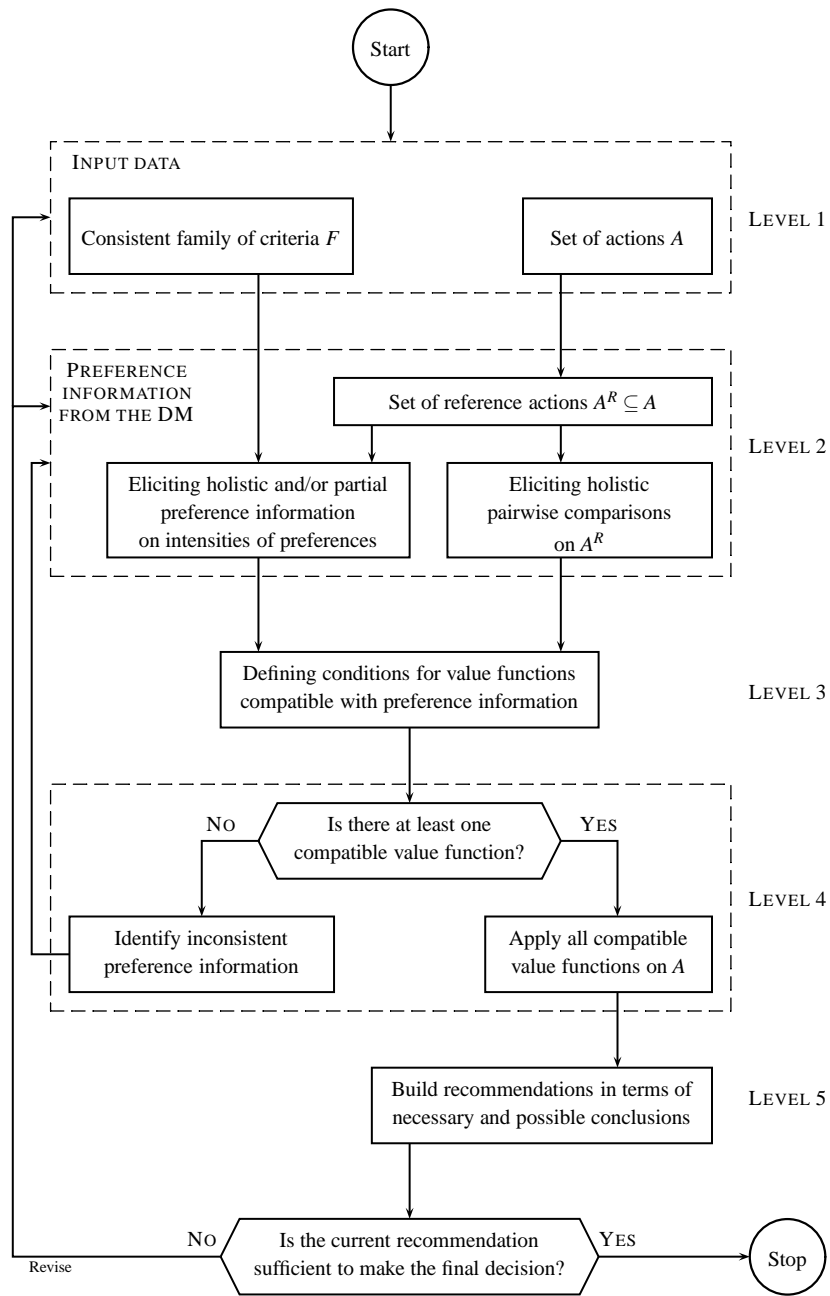 Start
INPUT DATA
Consistent family of criteria F
Set of actions A
LEVEL 1
PREFERENCE
INFORMATION
FROM THE DM
Set of reference actions A^R ⊆ A
LEVEL 2
Eliciting holistic and/or partial
preference information
on intensities of preferences
Eliciting holistic
pairwise comparisons
on A^R
Defining conditions for value functions
compatible with preference information
LEVEL 3
NO
Is there at least one
compatible value function?
YES
LEVEL 4
Identify inconsistent
preference information
Apply all compatible
value functions on A
Build recommendations in terms of
necessary and possible conclusions
LEVEL 5
NO
Is the current recommendation
sufficient to make the final decision?
YES
Revise
Stop